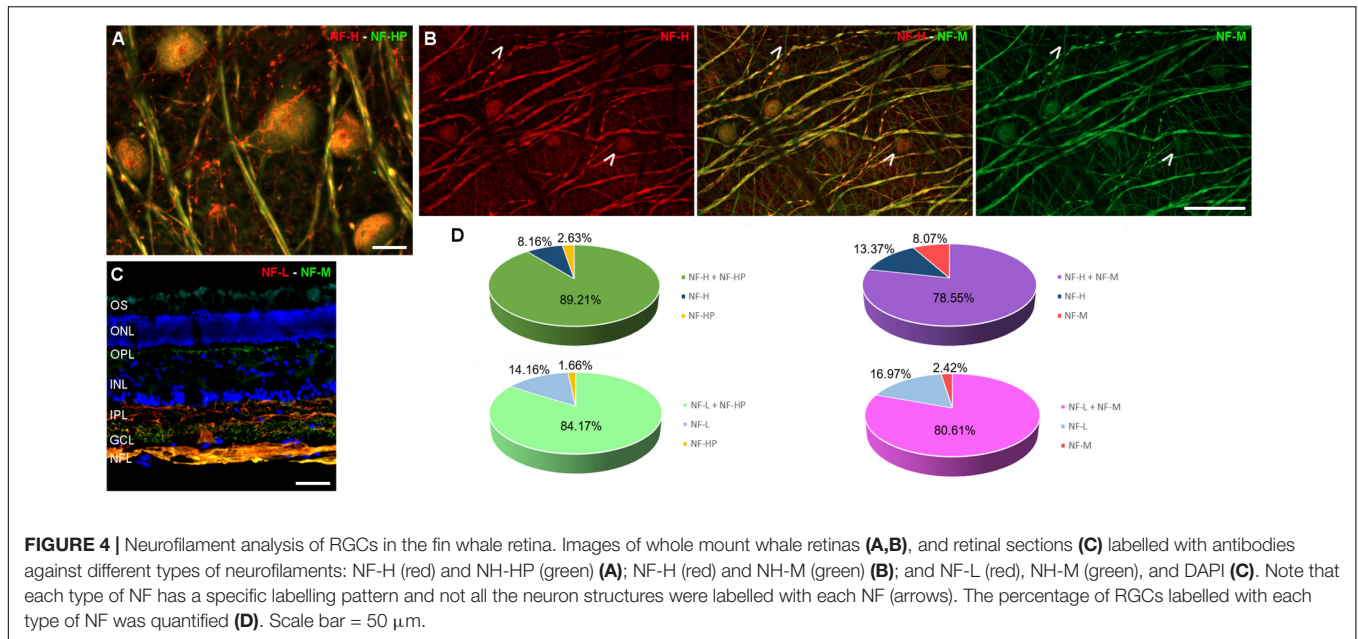 A
NF-H - NF-HP
B
NF-H
NF-H - NF-M
NF-M
C
NF-L - NF-M
OS
ONL
OPL
INL
IPL
GCL
NFL
D
8.16%
2.63%
89.21%
NF-H + NF-HP
NF-H
NF-HP
13.37%
8.07%
78.55%
NF-H + NF-M
NF-H
NF-M
14.16%
1.66%
84.17%
NF-L + NF-HP
NF-L
NF-HP
16.97%
2.42%
80.61%
NF-L + NF-M
NF-L
NF-M
FIGURE 4 | Neurofilament analysis of RGCs in the fin whale retina. Images of whole mount whale retinas (A,B), and retinal sections (C) labelled with antibodies
against different types of neurofilaments: NF-H (red) and NH-HP (green) (A); NF-H (red) and NH-M (green) (B); and NF-L (red), NH-M (green), and DAPI (C). Note that
each type of NF has a specific labelling pattern and not all the neuron structures were labelled with each NF (arrows). The percentage of RGCs labelled with each
type of NF was quantified (D). Scale bar = 50 μm.